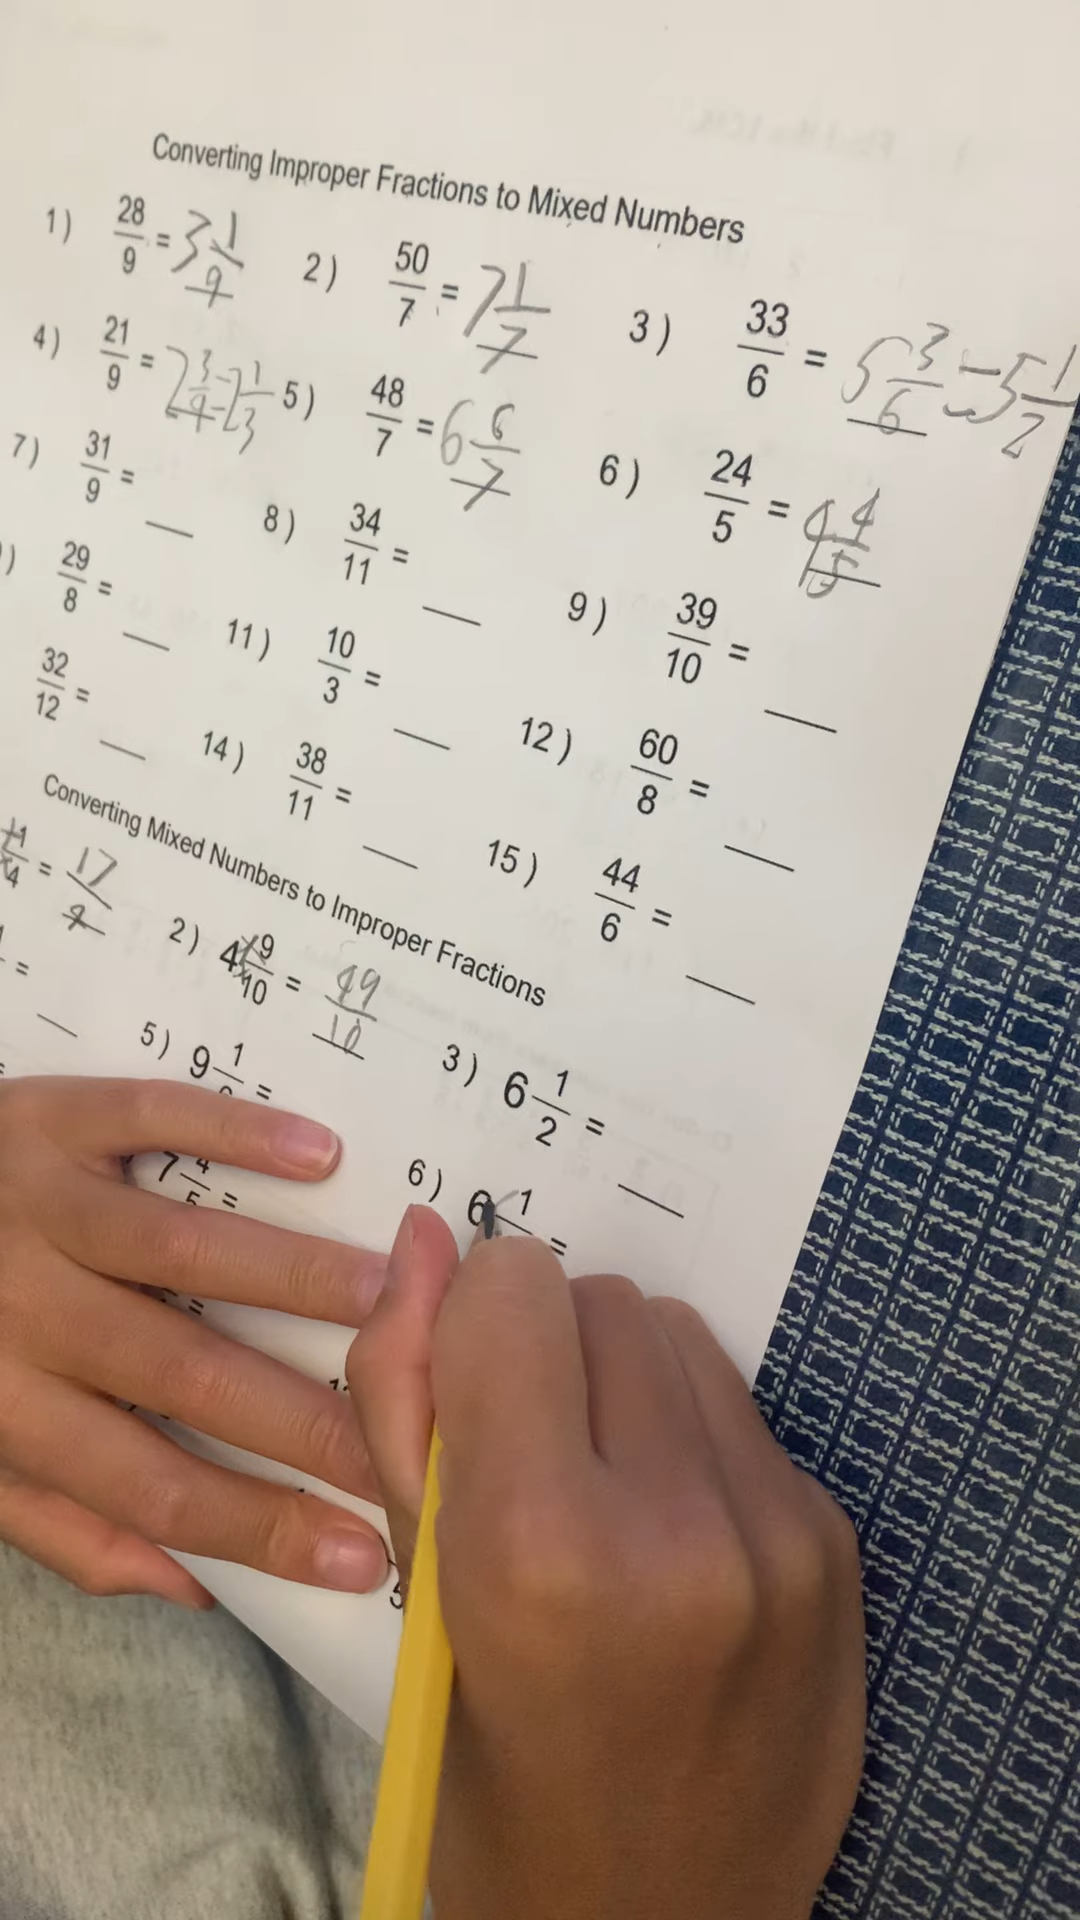 Converting Improper Fractions to Mixed Numbers
1) 28/9 = 3 1/9 2) 50/7 = 7 1/7 3) 33/6 = 5 3/6 = 5 1/2
4) 21/9 = 2 3/9 = 2 1/3 5) 48/7 = 6 6/7 6) 24/5 = 4 4/5
7) 31/9 = 8) 34/11 = 9) 39/10 =
) 29/8 = 11) 10/3 = 12) 60/8 =
32/12 = 14) 38/11 = 15) 44/6 =
Converting Mixed Numbers to Improper Fractions
1/4 = 17/4 2) 4 9/10 = 49/10 3) 6 1/2 =
= 5) 9 1/ = 6) 6 1/ =
7 4/5 =
=
5